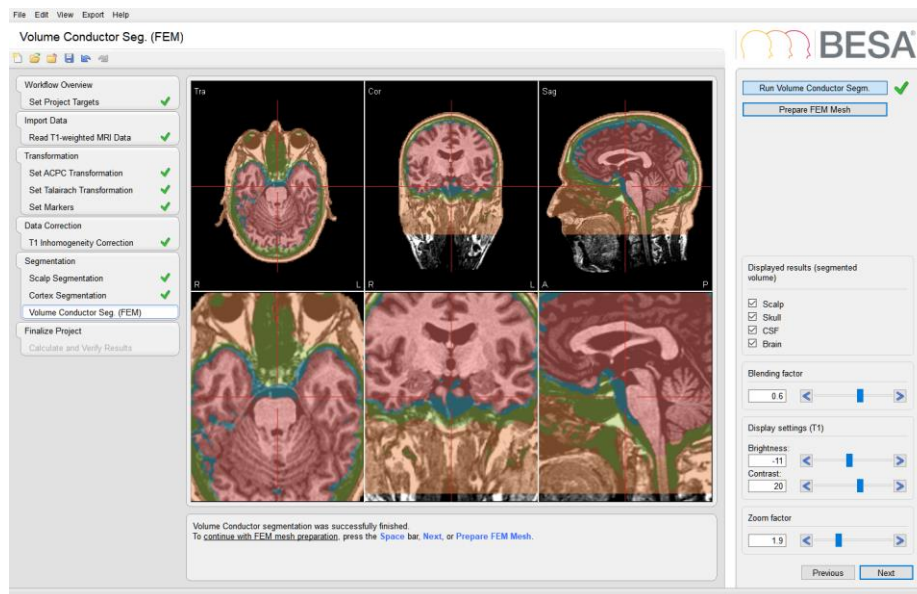 File Edit View Export Help
Volume Conductor Seg. (FEM)
BESA®
Workflow Overview
Set Project Targets
Import Data
Read T1-weighted MRI Data
Transformation
Set ACPC Transformation
Set Talairach Transformation
Set Markers
Data Correction
T1 Inhomogeneity Correction
Segmentation
Scalp Segmentation
Cortex Segmentation
Volume Conductor Seg. (FEM)
Finalize Project
Calculate and Verify Results
Tra
Cor
Sag
R L R L A P
Volume Conductor segmentation was successfully finished.
To continue with FEM mesh preparation, press the Space bar, Next, or Prepare FEM Mesh.
Run Volume Conductor Segm.
Prepare FEM Mesh
Displayed results (segmented
volume)
Scalp
Skull
CSF
Brain
Blending factor
0.6
Display settings (T1)
Brightness:
-11
Contrast:
20
Zoom factor
1.9
Previous Next